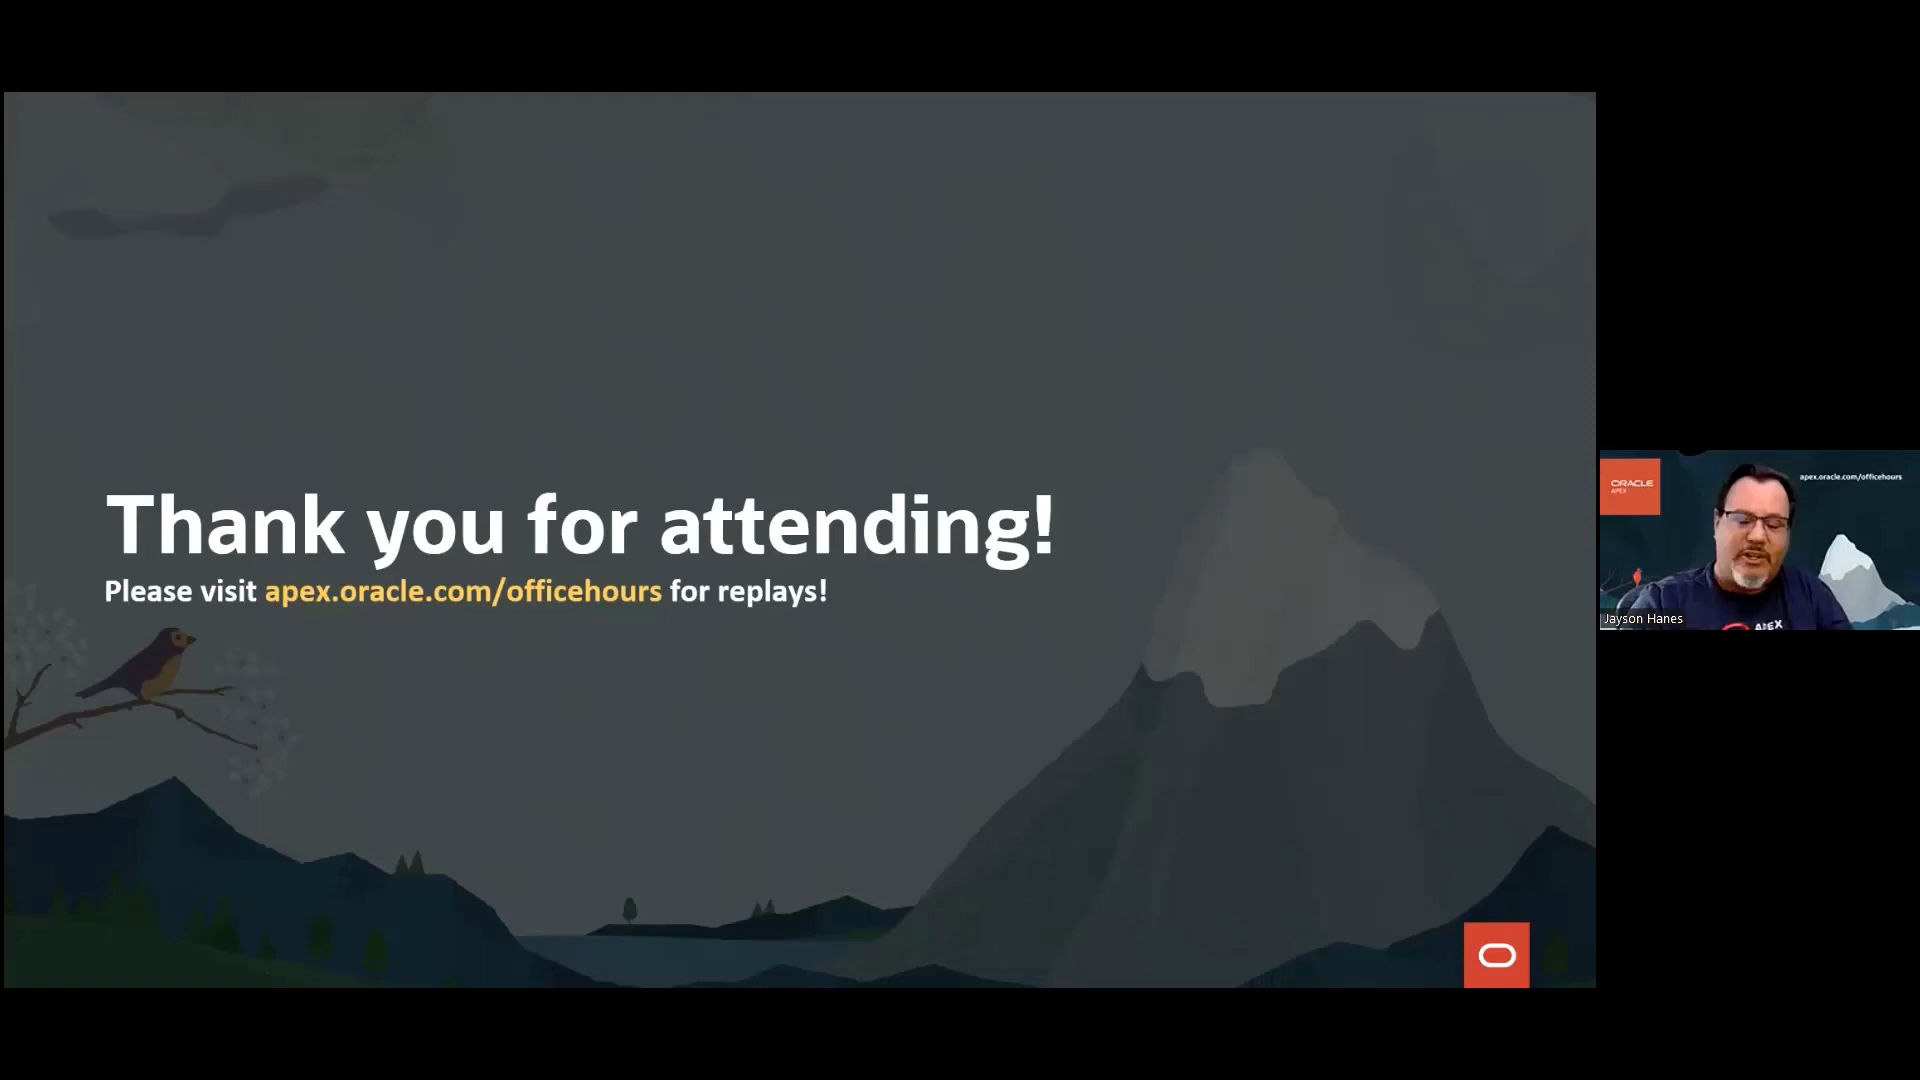 Thank you for attending!
Please visit apex.oracle.com/officehours for replays!
ORACLE
APEX
apex.oracle.com/officehours
APEX
Jayson Hanes